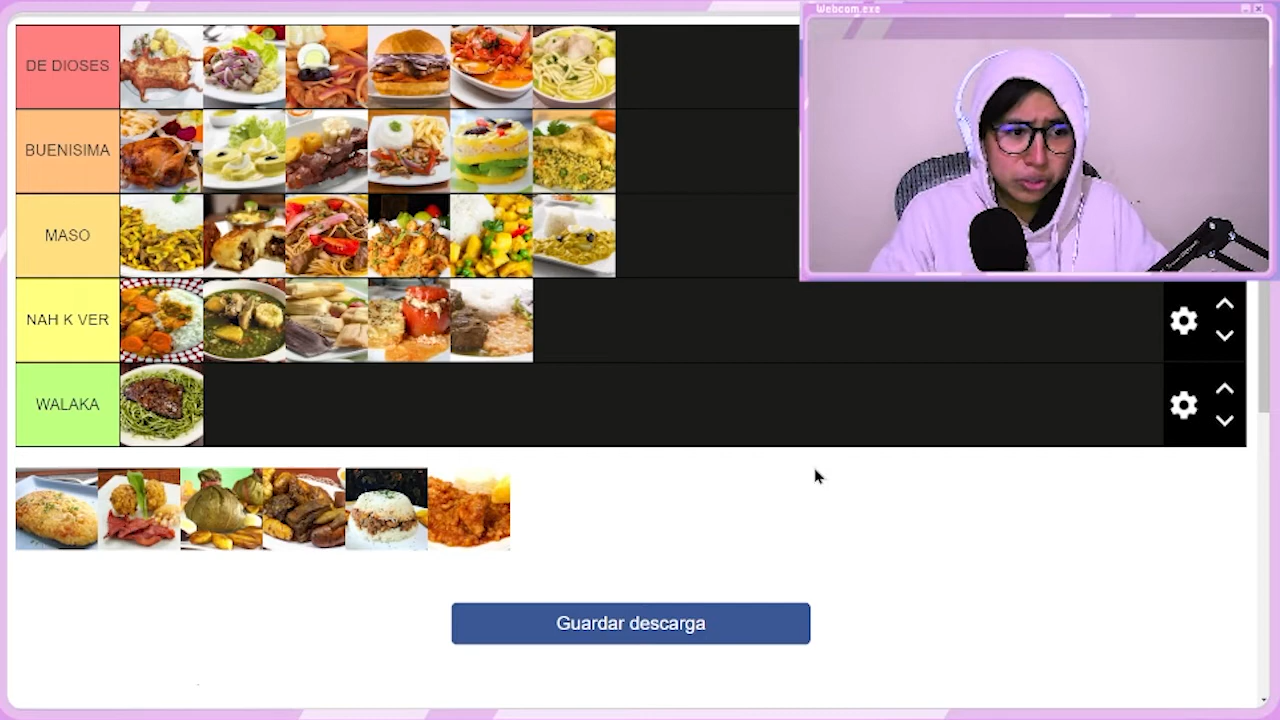 Webcam.exe
DE DIOSES
BUENISIMA
MASO
NAH K VER
WALAKA
Guardar descarga